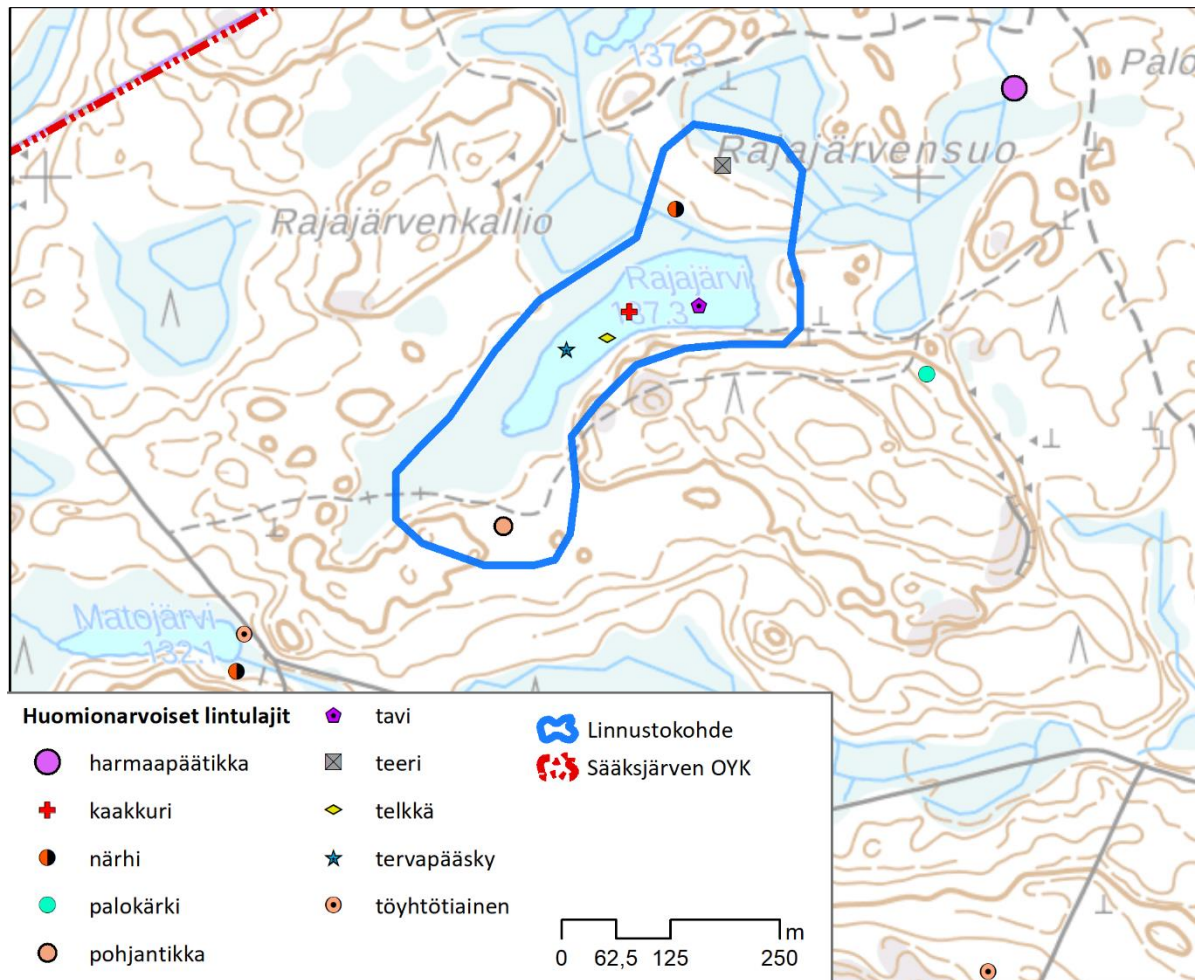 137.3
Palo
Rajajärvensuo
Rajajärvenkallio
Rajajärvi
137.3
Matojärvi
132.1
Huomionarvoiset lintulajit
harmaapäätikka
kaakkuri
närhi
palokärki
pohjantikka
tavi
teeri
telkkä
tervapääsky
töyhtötiainen
Linnustokohde
Sääksjärven OYK
m
0 62,5 125 250